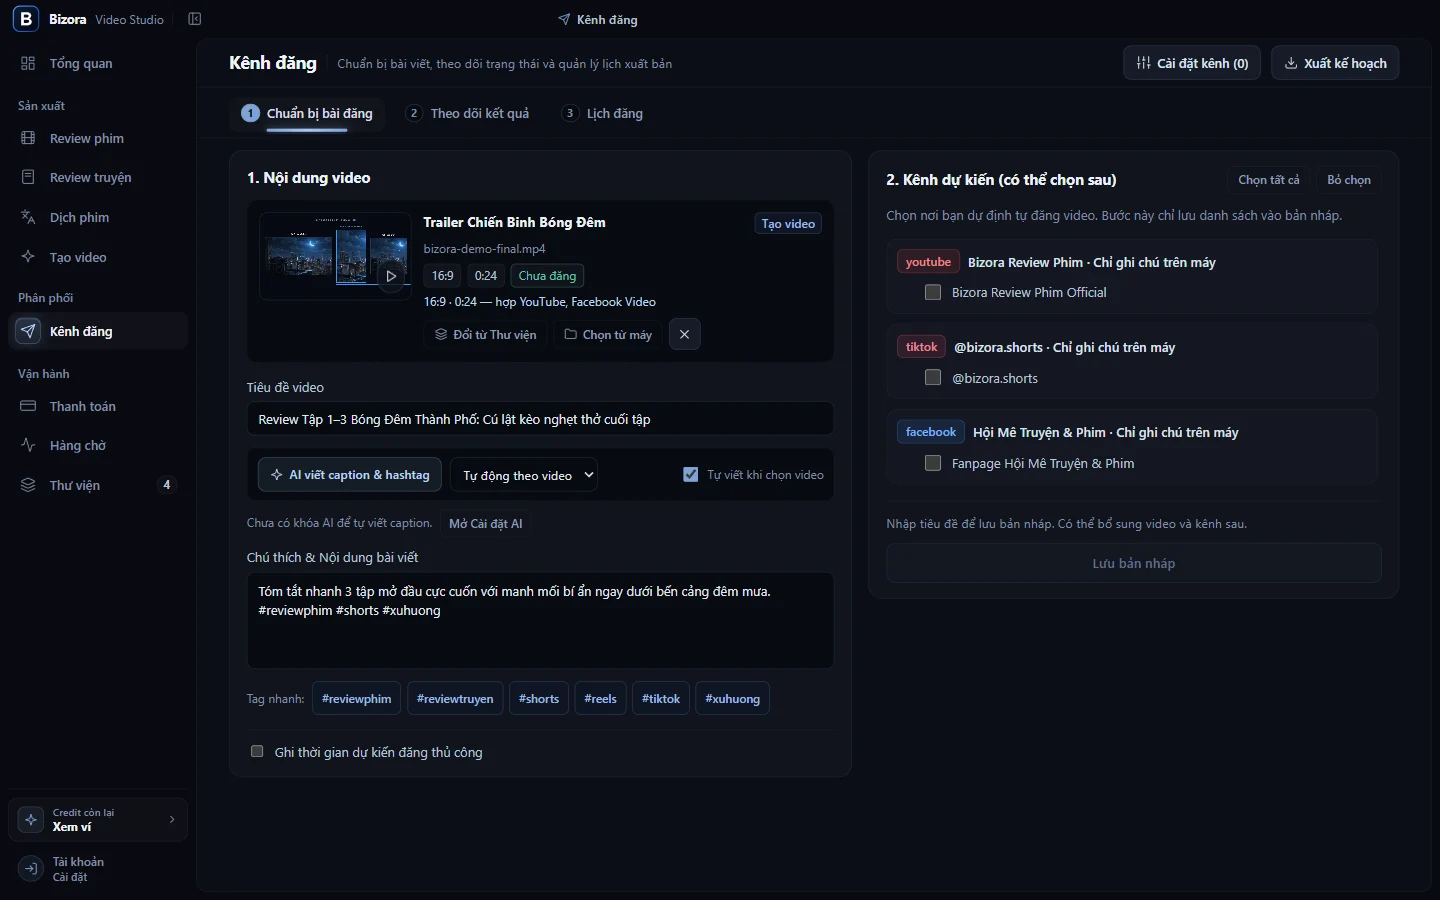 B Bizora Video Studio
Kênh đăng
Tổng quan
Sản xuất
Review phim
Review truyện
Dịch phim
Tạo video
Phân phối
Kênh đăng
Vận hành
Thanh toán
Hàng chờ
Thư viện 4
Credit còn lại
Xem ví
Tài khoản
Cài đặt
Kênh đăng
Chuẩn bị bài viết, theo dõi trạng thái và quản lý lịch xuất bản
Cài đặt kênh (0)
Xuất kế hoạch
1 Chuẩn bị bài đăng
2 Theo dõi kết quả
3 Lịch đăng
1. Nội dung video
Trailer Chiến Binh Bóng Đêm
Tạo video
bizora-demo-final.mp4
16:9 0:24 Chưa đăng
16:9 · 0:24 — hợp YouTube, Facebook Video
Đổi từ Thư viện
Chọn từ máy
Tiêu đề video
Review Tập 1–3 Bóng Đêm Thành Phố: Cú lật kèo nghẹt thở cuối tập
AI viết caption & hashtag
Tự động theo video
Tự viết khi chọn video
Chưa có khóa AI để tự viết caption.
Mở Cài đặt AI
Chú thích & Nội dung bài viết
Tóm tắt nhanh 3 tập mở đầu cực cuốn với manh mối bí ẩn ngay dưới bến cảng đêm mưa.
#reviewphim #shorts #xuhuong
Tag nhanh: #reviewphim #reviewtruyen #shorts #reels #tiktok #xuhuong
Ghi thời gian dự kiến đăng thủ công
2. Kênh dự kiến (có thể chọn sau)
Chọn tất cả
Bỏ chọn
Chọn nơi bạn dự định tự đăng video. Bước này chỉ lưu danh sách vào bản nháp.
youtube Bizora Review Phim · Chỉ ghi chú trên máy
Bizora Review Phim Official
tiktok @bizora.shorts · Chỉ ghi chú trên máy
@bizora.shorts
facebook Hội Mê Truyện & Phim · Chỉ ghi chú trên máy
Fanpage Hội Mê Truyện & Phim
Nhập tiêu đề để lưu bản nháp. Có thể bổ sung video và kênh sau.
Lưu bản nháp